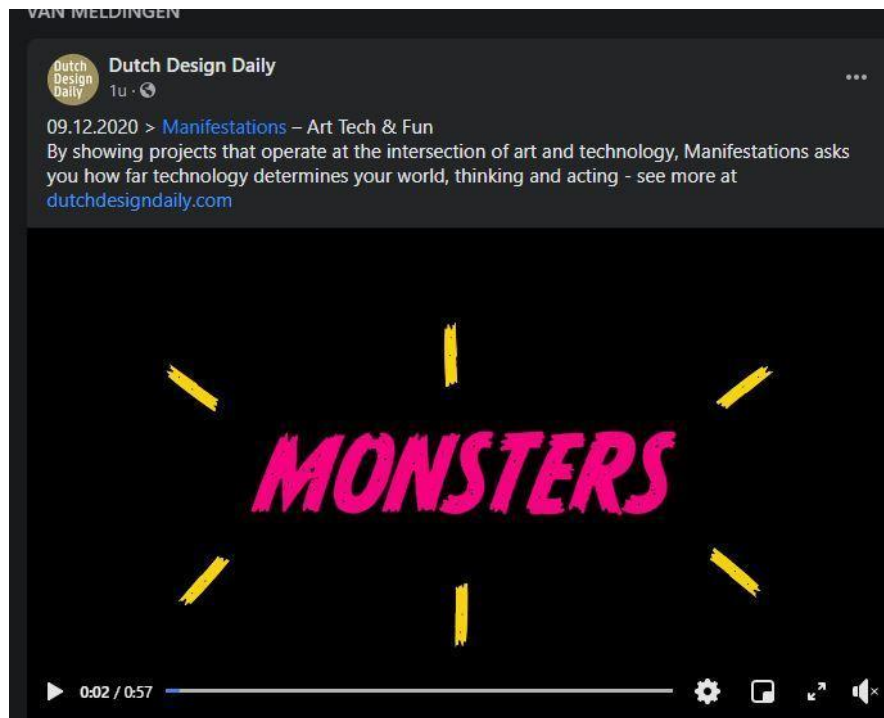 VAN MELDINGEN
Dutch
Design
Daily
Dutch Design Daily
1u ·
09.12.2020 > Manifestations – Art Tech & Fun
By showing projects that operate at the intersection of art and technology, Manifestations asks
you how far technology determines your world, thinking and acting - see more at
dutchdesigndaily.com
MONSTERS
0:02 / 0:57